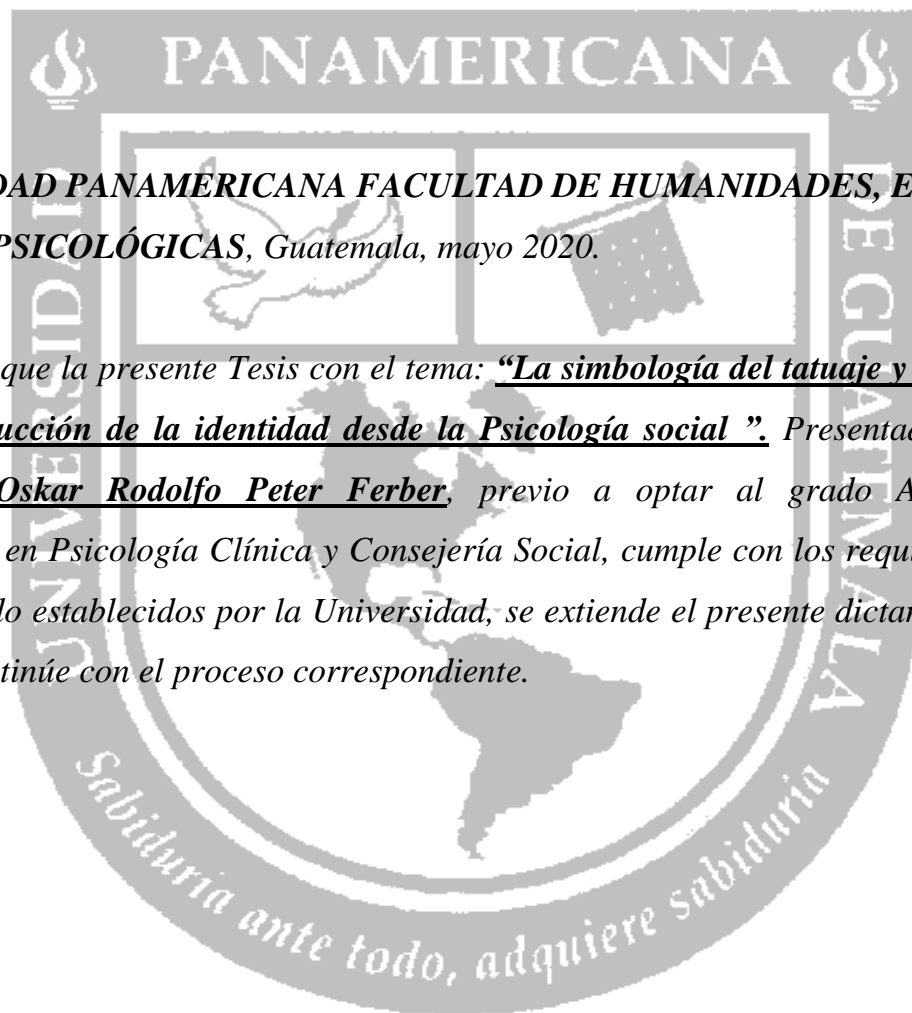 PANAMERICANA
UNIVERSIDAD
DE GUATEMALA
DAD PANAMERICANA FACULTAD DE HUMANIDADES, E
PSICOLÓGICAS, Guatemala, mayo 2020.
que la presente Tesis con el tema: “La simbología del tatuaje y
ucción de la identidad desde la Psicología social ”. Presentad
Oskar Rodolfo Peter Ferber, previo a optar al grado A
en Psicología Clínica y Consejería Social, cumple con los requi
lo establecidos por la Universidad, se extiende el presente dicta
tinúe con el proceso correspondiente.
Sabiduría ante todo, adquiere sabiduría